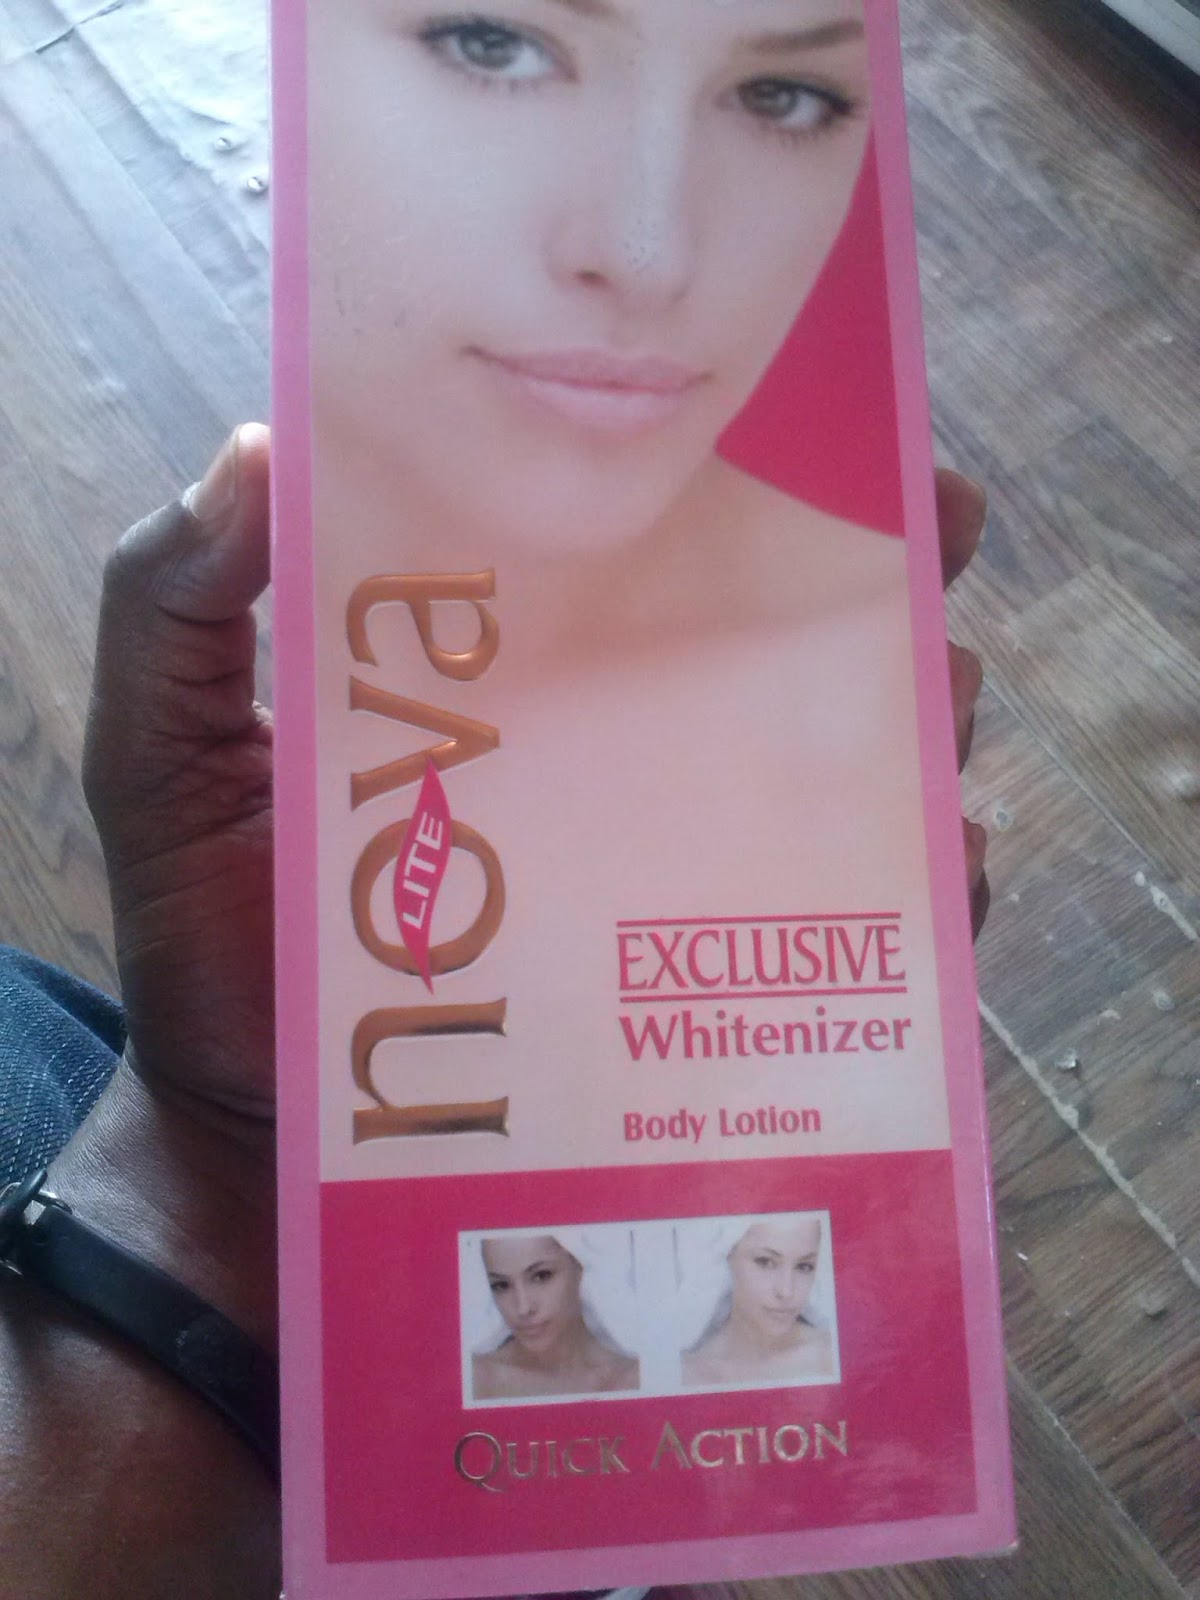 nova
LITE
EXCLUSIVE
Whitenizer
Body Lotion
QUICK ACTION